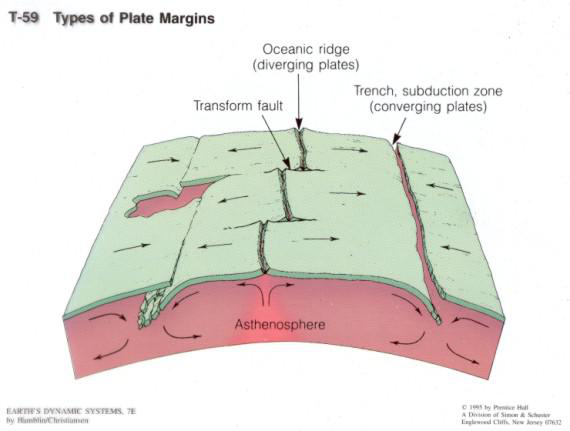 T-59 Types of Plate Margins
Oceanic ridge
(diverging plates)
Trench, subduction zone
(converging plates)
Transform fault
Asthenosphere
EARTH'S DYNAMIC SYSTEMS, 7E
by Hamblin/Christiansen
© 1995 by Prentice Hall
A Division of Simon & Schuster
Englewood Cliffs, New Jersey 07632